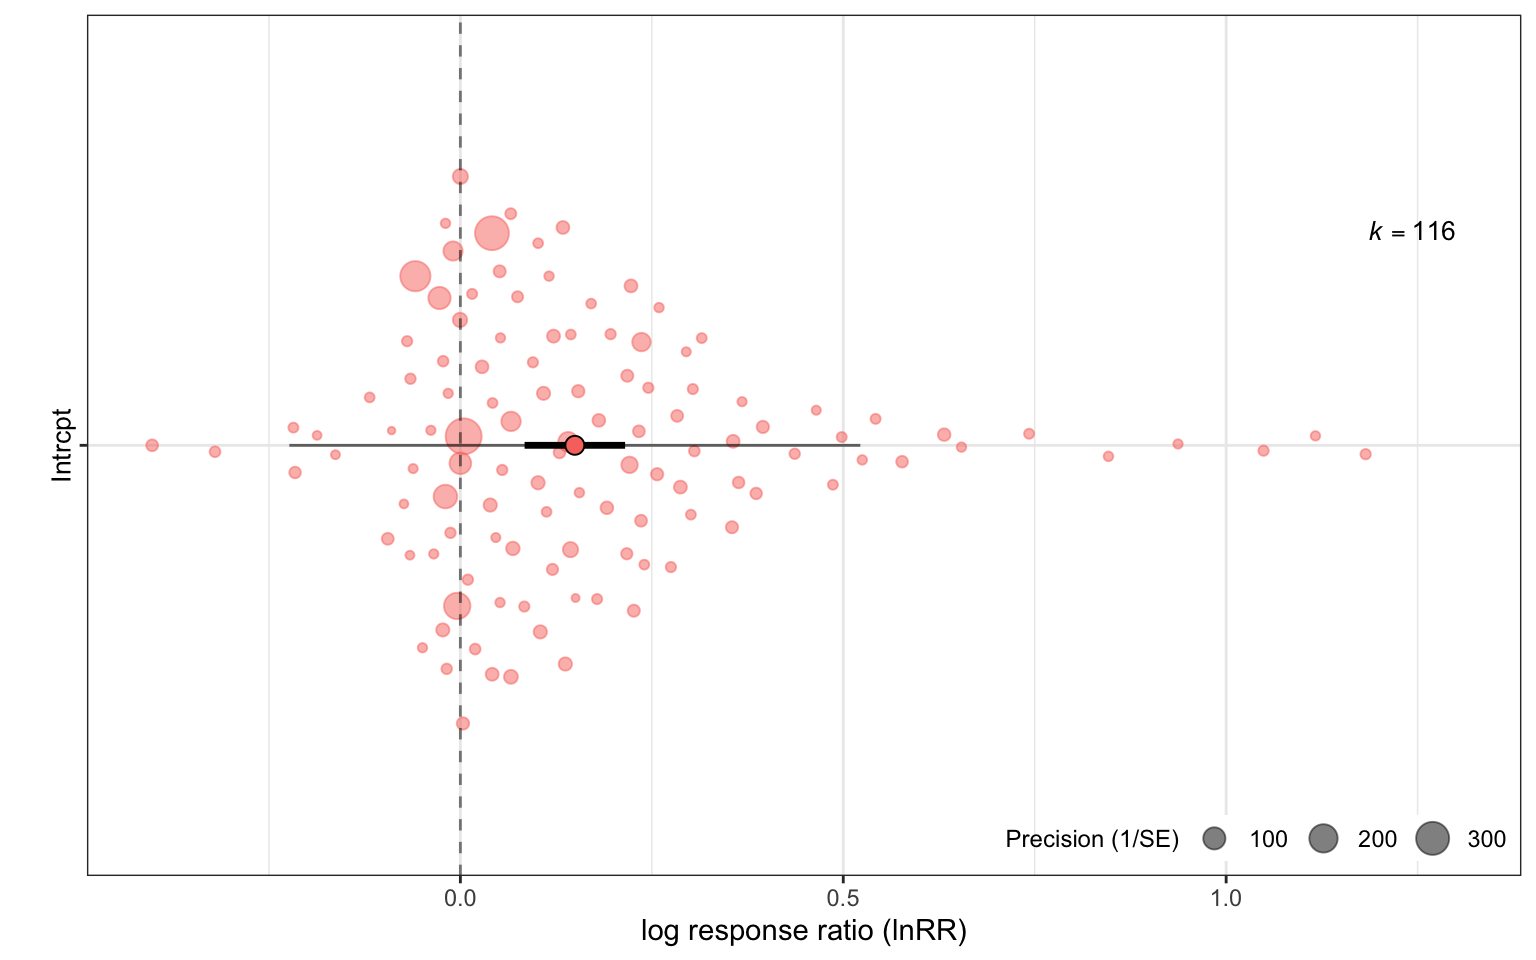 k = 116
Intrcpt
Precision (1/SE) 100 200 300
0.0 0.5 1.0
log response ratio (lnRR)